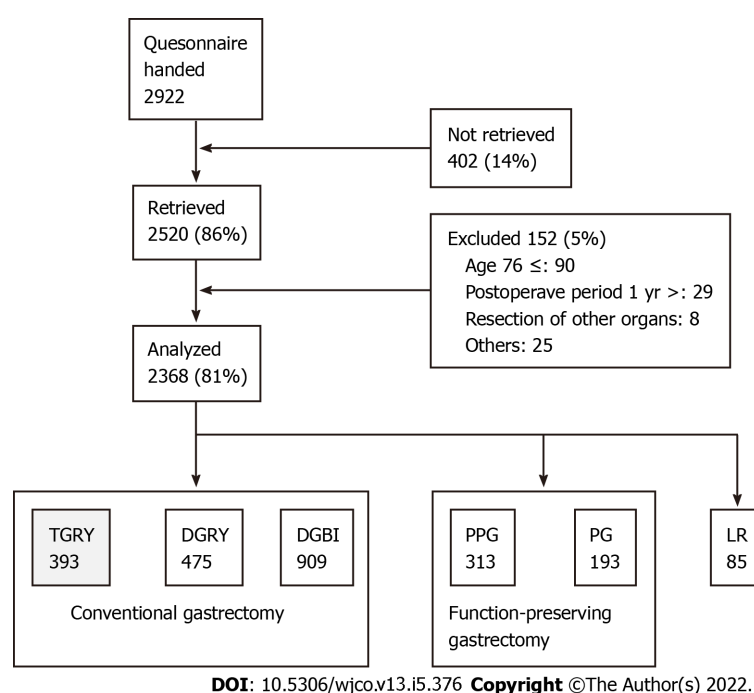 Quesonnaire
handed
2922
Not retrieved
402 (14%)
Retrieved
2520 (86%)
Excluded 152 (5%)
Age 76 ≤: 90
Postoperave period 1 yr >: 29
Resection of other organs: 8
Others: 25
Analyzed
2368 (81%)
TGRY
393
DGRY
475
DGBI
909
Conventional gastrectomy
PPG
313
PG
193
Function-preserving
gastrectomy
LR
85
DOI: 10.5306/wjco.v13.i5.376 Copyright ©The Author(s) 2022.